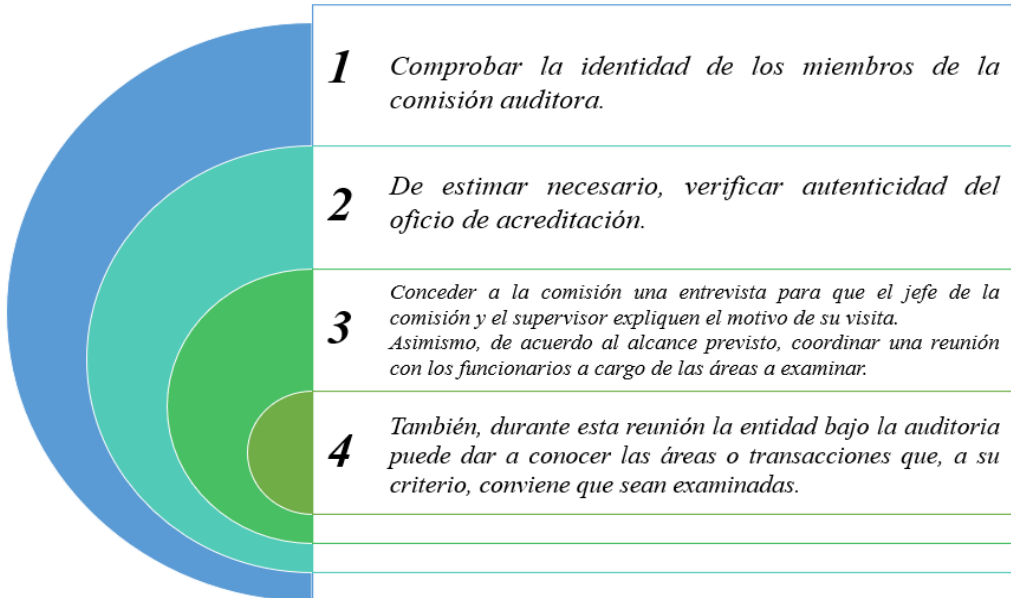 1
Comprobar la identidad de los miembros de la
comisión auditora.
2
De estimar necesario, verificar autenticidad del
oficio de acreditación.
3
Conceder a la comisión una entrevista para que el jefe de la
comisión y el supervisor expliquen el motivo de su visita.
Asimismo, de acuerdo al alcance previsto, coordinar una reunión
con los funcionarios a cargo de las áreas a examinar.
4
También, durante esta reunión la entidad bajo la auditoria
puede dar a conocer las áreas o transacciones que, a su
criterio, conviene que sean examinadas.